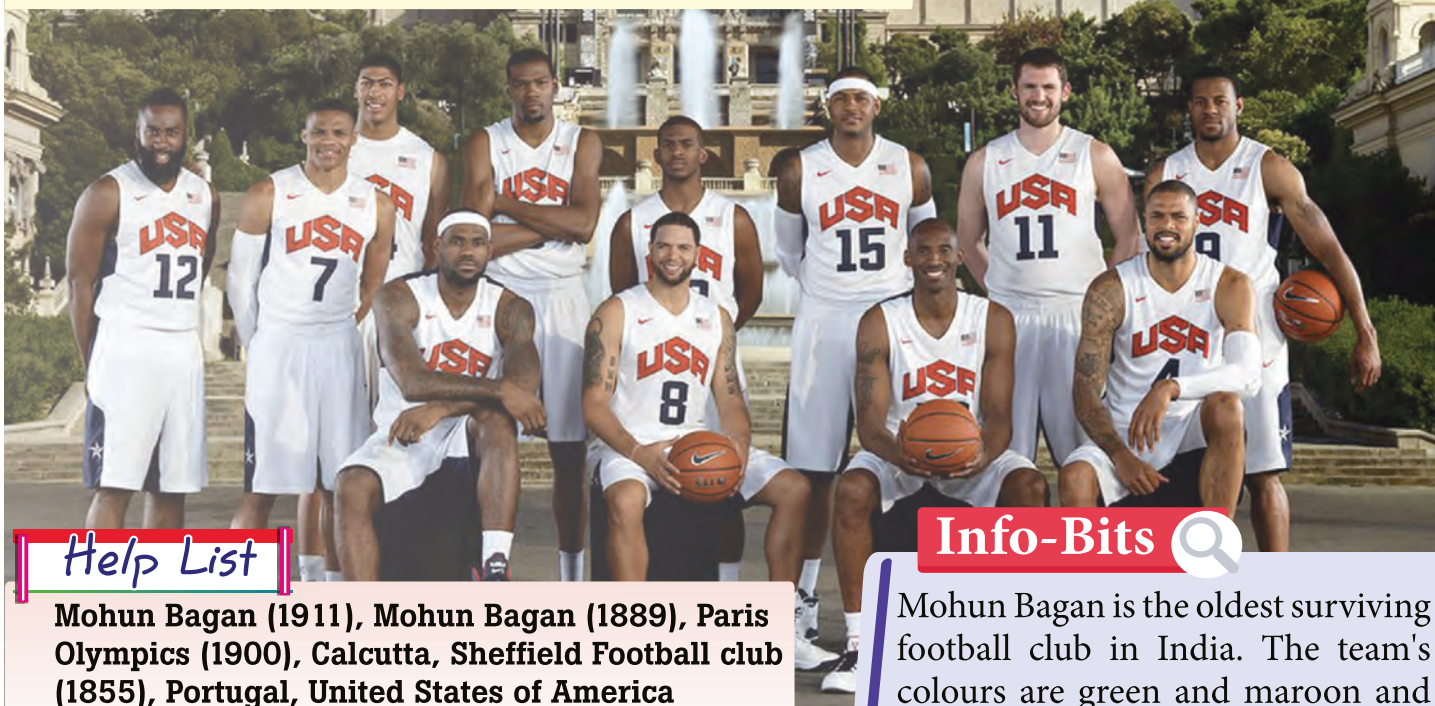 USA
12
USA
7
USA
USA
USA
8
USA
15
USA
USA
11
USA
4
USA
9
Help List
Mohun Bagan (1911), Mohun Bagan (1889), Paris
Olympics (1900), Calcutta, Sheffield Football club
(1855), Portugal, United States of America
Info-Bits
Mohun Bagan is the oldest surviving
football club in India. The team's
colours are green and maroon and